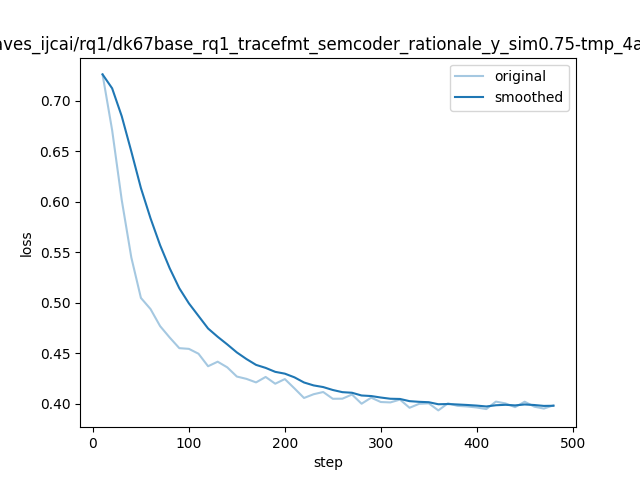 aves_ijcai/rq1/dk67base_rq1_tracefmt_semcoder_rationale_y_sim0.75-tmp_4a
original
smoothed
loss
0.70
0.65
0.60
0.55
0.50
0.45
0.40
0
100
200
300
400
500
step